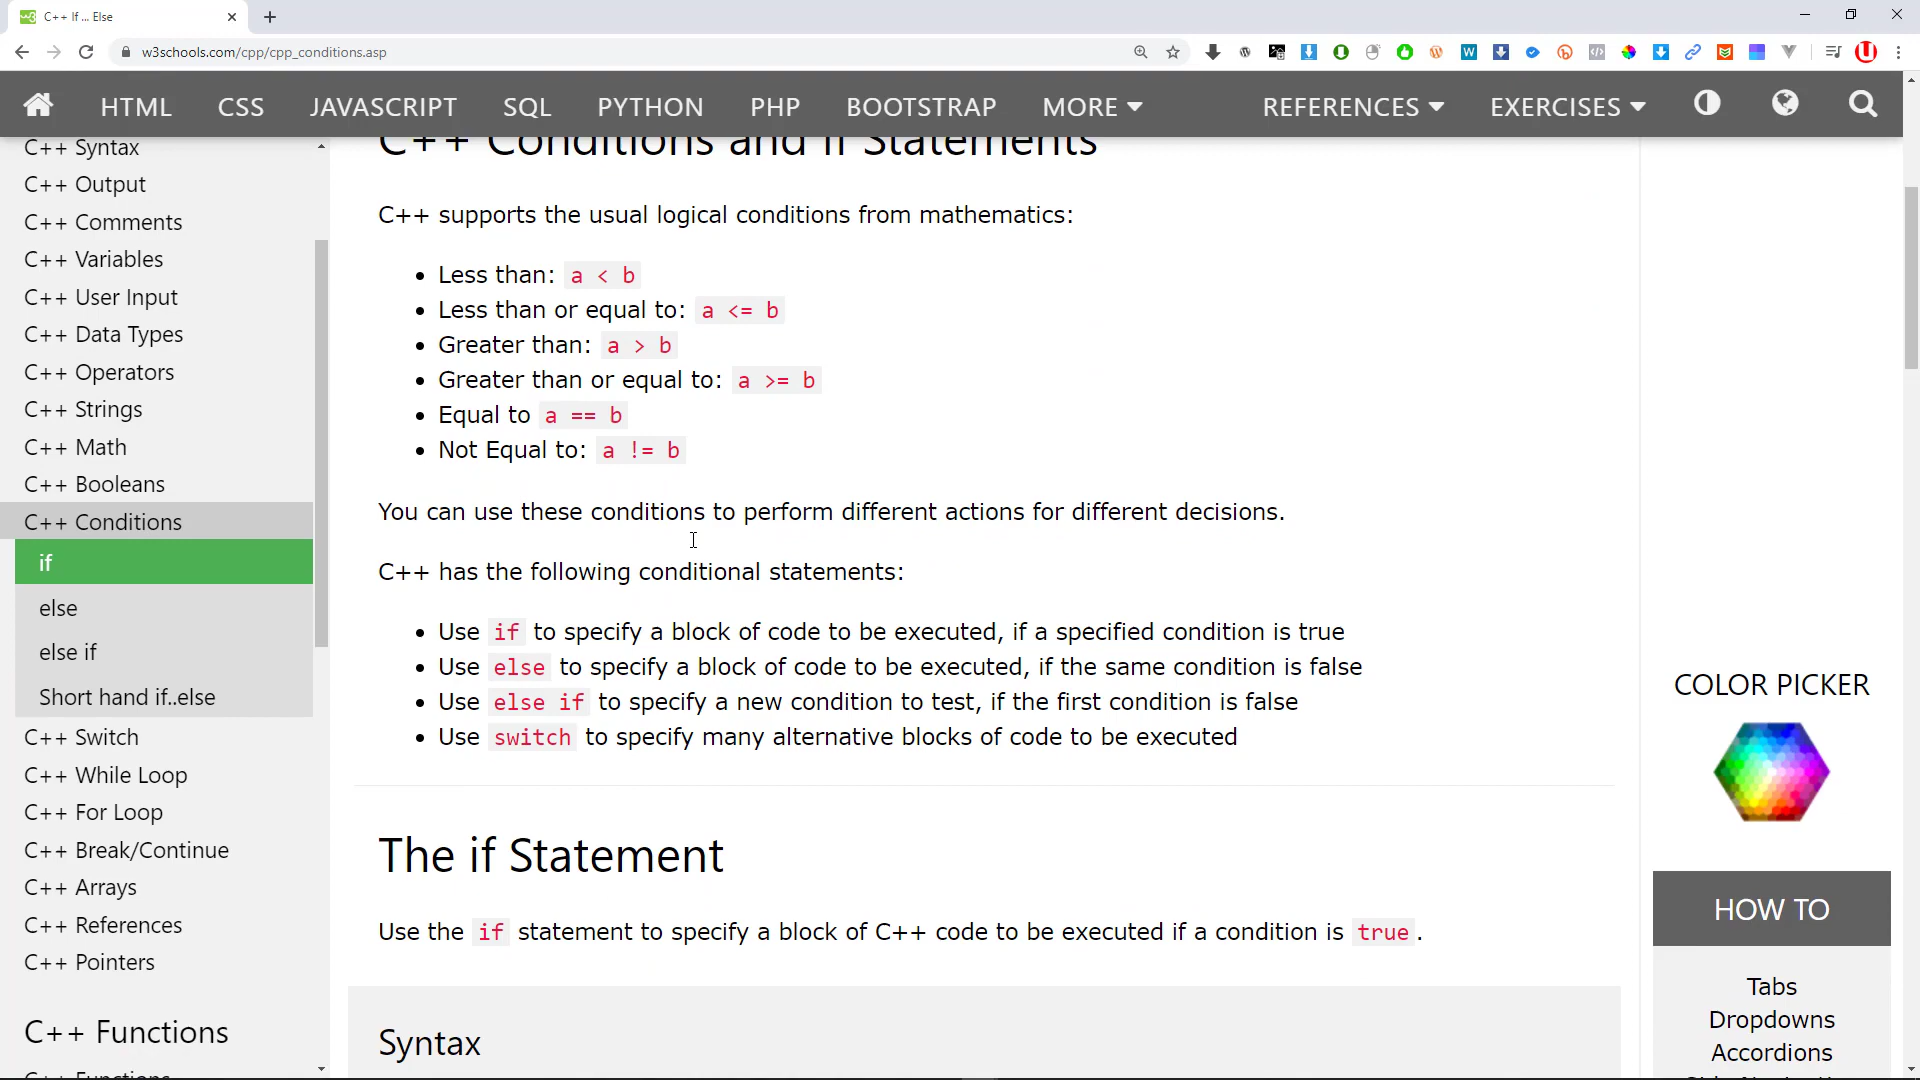 C++ If ... Else
w3schools.com/cpp/cpp_conditions.asp
HTML CSS JAVASCRIPT SQL PYTHON PHP BOOTSTRAP MORE REFERENCES EXERCISES
C++ Syntax
C++ Output
C++ Comments
C++ Variables
C++ User Input
C++ Data Types
C++ Operators
C++ Strings
C++ Math
C++ Booleans
C++ Conditions
if
else
else if
Short hand if..else
C++ Switch
C++ While Loop
C++ For Loop
C++ Break/Continue
C++ Arrays
C++ References
C++ Pointers
C++ Functions
C++ Functions
C++ Conditions and If Statements
C++ supports the usual logical conditions from mathematics:
Less than: a < b
Less than or equal to: a <= b
Greater than: a > b
Greater than or equal to: a >= b
Equal to a == b
Not Equal to: a != b
You can use these conditions to perform different actions for different decisions.
C++ has the following conditional statements:
Use if to specify a block of code to be executed, if a specified condition is true
Use else to specify a block of code to be executed, if the same condition is false
Use else if to specify a new condition to test, if the first condition is false
Use switch to specify many alternative blocks of code to be executed
The if Statement
Use the if statement to specify a block of C++ code to be executed if a condition is true.
Syntax
COLOR PICKER
HOW TO
Tabs
Dropdowns
Accordions